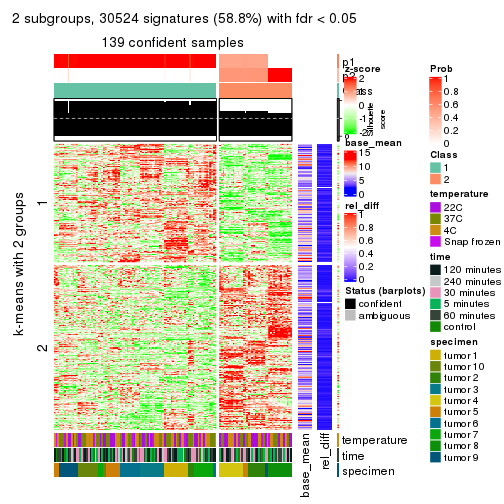 2 subgroups, 30524 signatures (58.8%) with fdr < 0.05
139 confident samples
p1
p2
Class
Silhouette
score
1
2
k-means with 2 groups
base_mean
rel_diff
temperature
time
specimen
z-score
2
1
0
-1
-2
base_mean
15
10
5
0
rel_diff
1
0.8
0.6
0.4
0.2
0
Status (barplots)
confident
ambiguous
Prob
1
0.8
0.6
0.4
0.2
0
Class
1
2
temperature
22C
37C
4C
Snap frozen
time
120 minutes
240 minutes
30 minutes
5 minutes
60 minutes
control
specimen
tumor 1
tumor 10
tumor 2
tumor 3
tumor 4
tumor 5
tumor 6
tumor 7
tumor 8
tumor 9